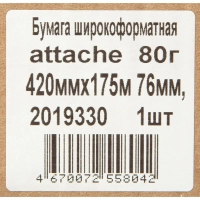 Бумага широкоформатная
attache 80г
420ммх175м 76мм,
2019330 1шт
4 670072 558042